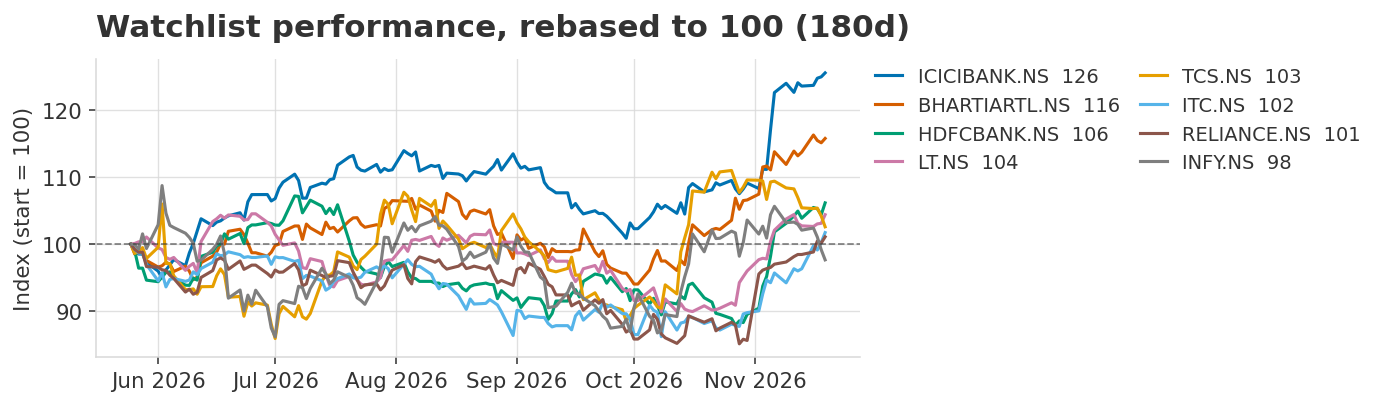 Watchlist performance, rebased to 100 (180d)
Index (start = 100)
120
110
100
90
Jun 2026 Jul 2026 Aug 2026 Sep 2026 Oct 2026 Nov 2026
ICICIBANK.NS 126 TCS.NS 103
BHARTIARTL.NS 116 ITC.NS 102
HDFCBANK.NS 106 RELIANCE.NS 101
LT.NS 104 INFY.NS 98